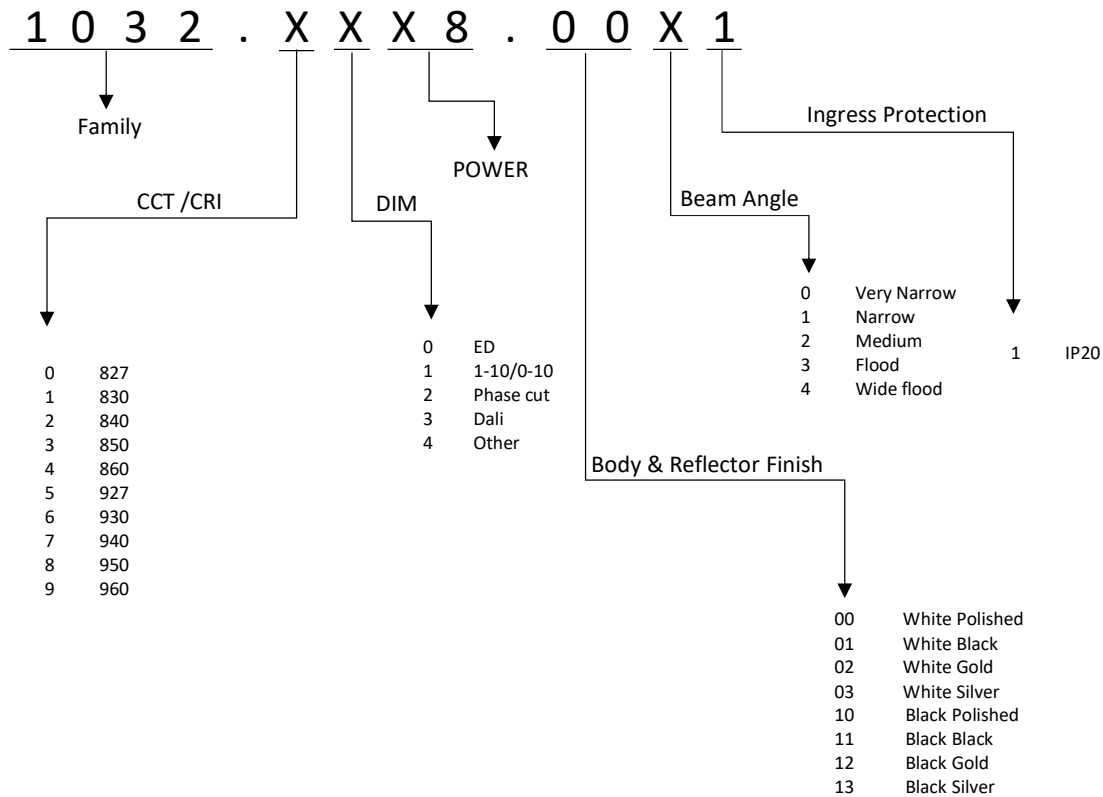 1 0 3 2 . X X X 8 . 0 0 X 1
Family
Ingress Protection
POWER
CCT /CRI
DIM
Beam Angle
0 827
1 830
2 840
3 850
4 860
5 927
6 930
7 940
8 950
9 960
0 ED
1 1-10/0-10
2 Phase cut
3 Dali
4 Other
0 Very Narrow
1 Narrow
2 Medium
3 Flood
4 Wide flood
1 IP20
Body & Reflector Finish
00 White Polished
01 White Black
02 White Gold
03 White Silver
10 Black Polished
11 Black Black
12 Black Gold
13 Black Silver